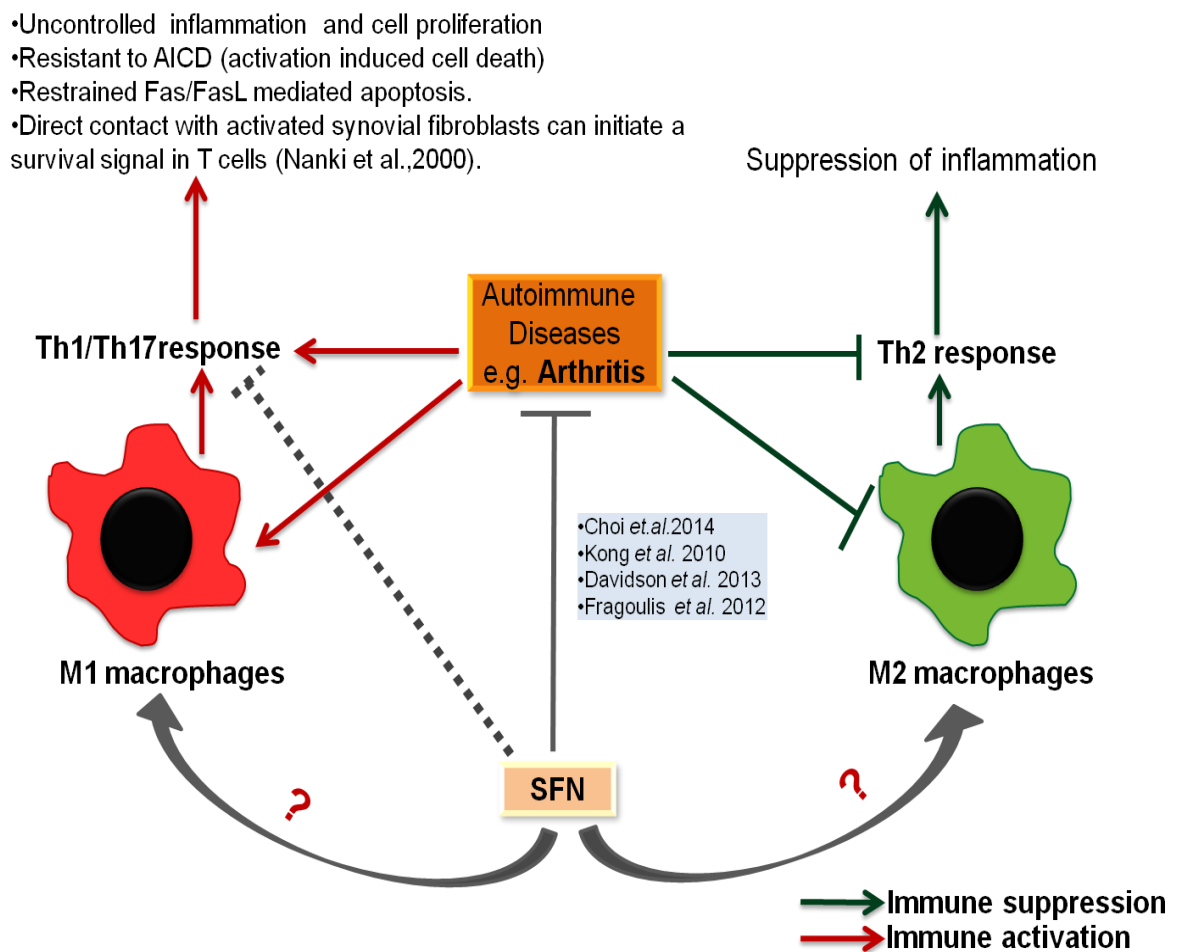 •Uncontrolled inflammation and cell proliferation
•Resistant to AICD (activation induced cell death)
•Restrained Fas/FasL mediated apoptosis.
•Direct contact with activated synovial fibroblasts can initiate a
survival signal in T cells (Nanki et al.,2000).
Suppression of inflammation
Autoimmune
Diseases
e.g. Arthritis
Th1/Th17response
Th2 response
•Choi et.al.2014
•Kong et al. 2010
•Davidson et al. 2013
•Fragoulis et al. 2012
M1 macrophages
M2 macrophages
SFN
?
?
Immune suppression
Immune activation